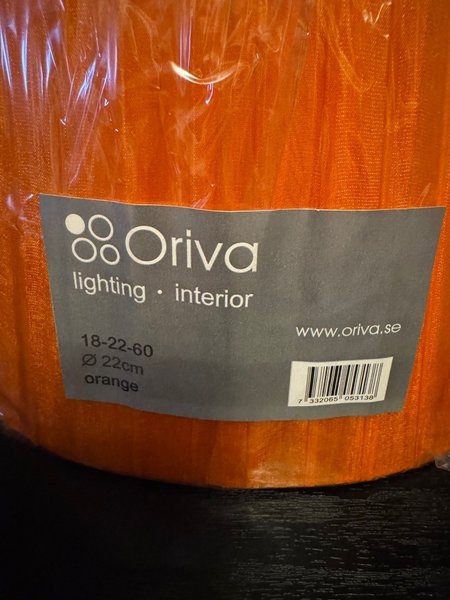 Oriva
lighting · interior
www.oriva.se
18-22-60
Ø 22cm
orange
7 332065 053138